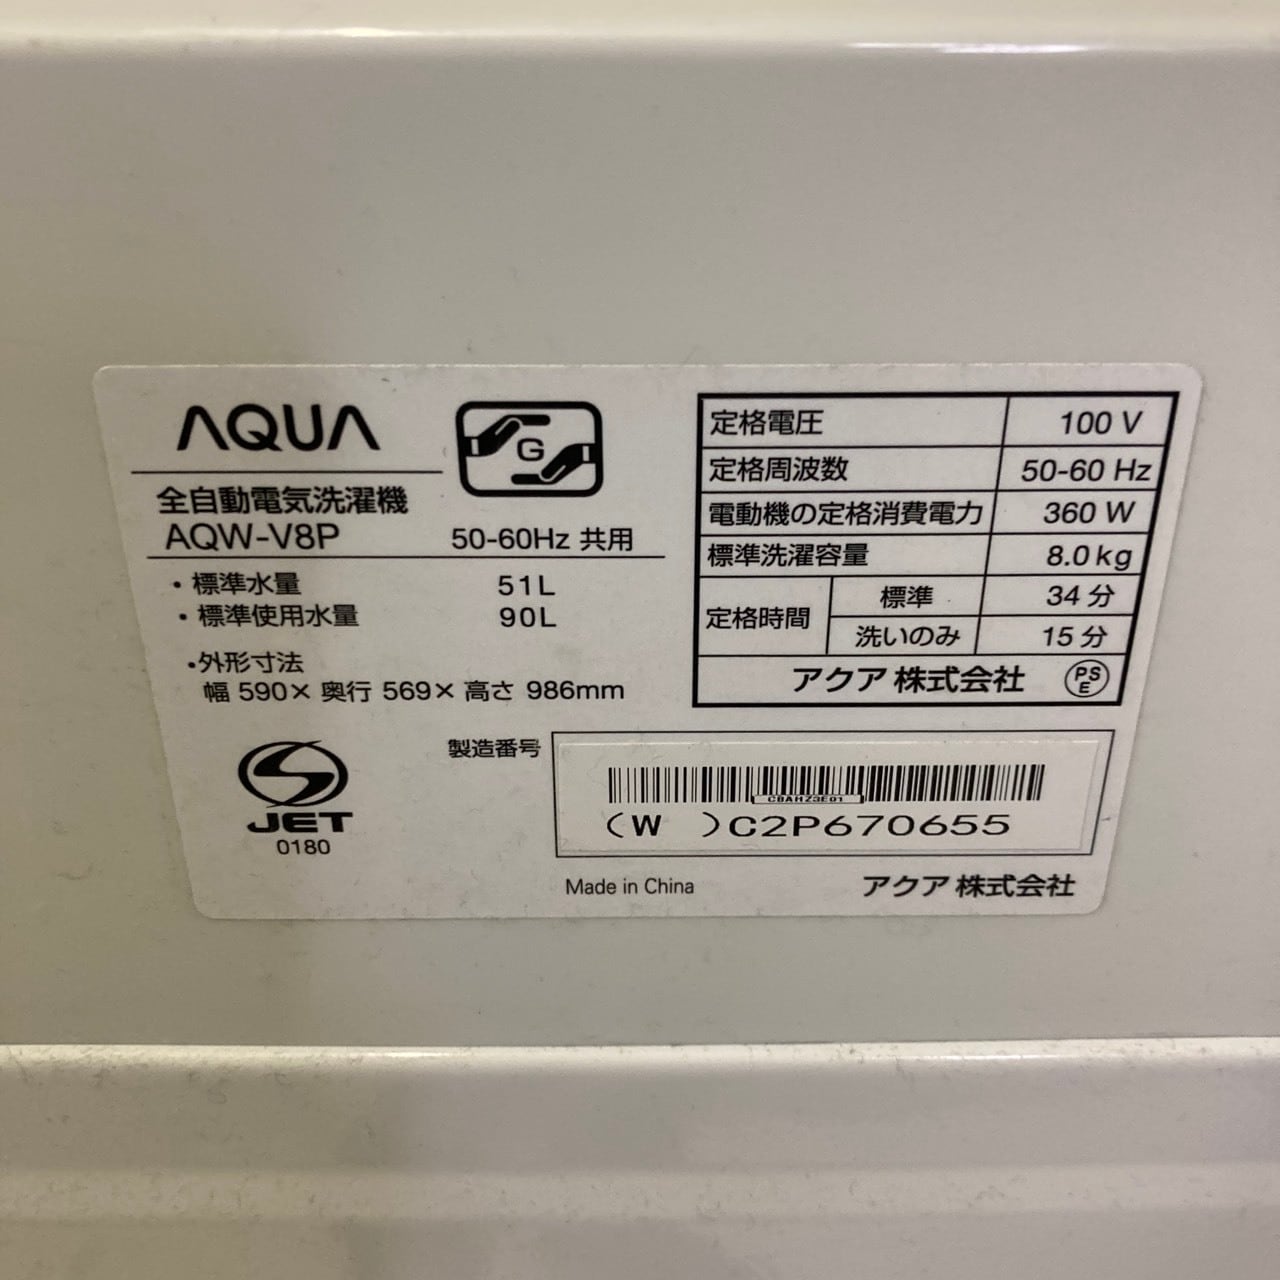 AQUA
G
全自動電気洗濯機
AQW-V8P 50-60Hz 共用
・標準水量 51L
・標準使用水量 90L
・外形寸法
幅 590× 奥行 569× 高さ 986mm
定格電圧 100 V
定格周波数 50-60 Hz
電動機の定格消費電力 360 W
標準洗濯容量 8.0kg
定格時間 標準 34 分
洗いのみ 15 分
アクア 株式会社 PSE
JET
0180
製造番号
CBAHZ3E01
(W )C2P670655
Made in China アクア 株式会社